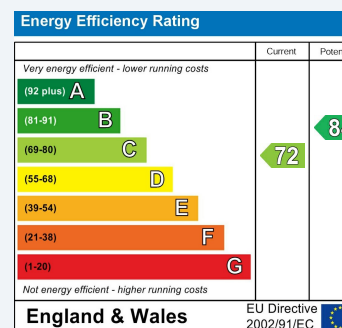 Energy Efficiency Rating
Current
Very energy efficient - lower running costs
(92 plus) A
(81-91) B
(69-80) C
72
(55-68) D
(39-54) E
(21-38) F
(1-20) G
Not energy efficient - higher running costs
England & Wales
EU Directive
2002/91/EC